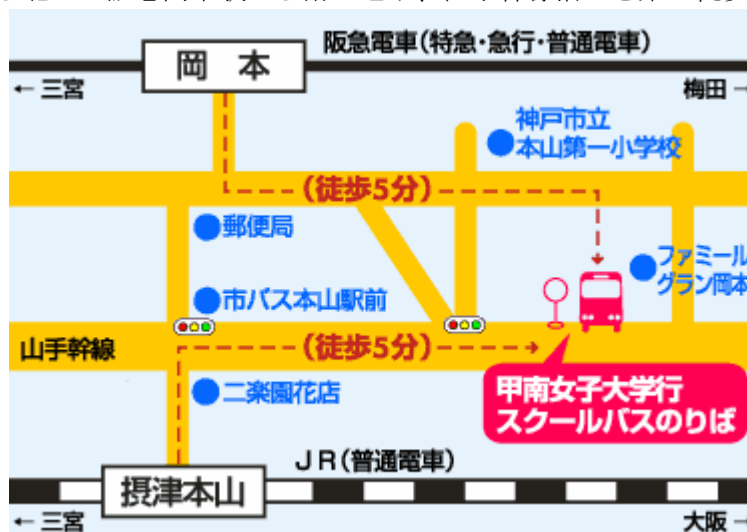 阪急電車(特急・急行・普通電車)
岡 本
← 三宮
梅田 →
神戸市立
本山第一小学校
(徒歩5分)
郵便局
ファミール
グラン岡本
市バス本山駅前
山手幹線
(徒歩5分)
二楽園花店
甲南女子大学行
スクールバスのりば
JR(普通電車)
摂津本山
← 三宮
大阪 →